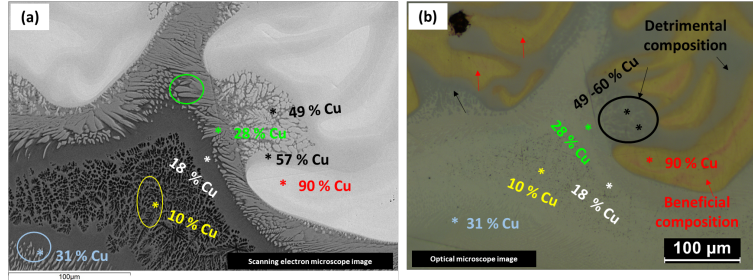 (a)
* 49 % Cu
* 28 % Cu
* 57 % Cu
18 % Cu
*
* 90 % Cu
* 10 % Cu
* 31 % Cu
Scanning electron microscope image
100µm
(b)
Detrimental
composition
49 -60 % Cu
* *
28 % Cu
*
* 90 % Cu
* 10 % Cu
* 18 % Cu
Beneficial
composition
* 31 % Cu
Optical microscope image
100 µm